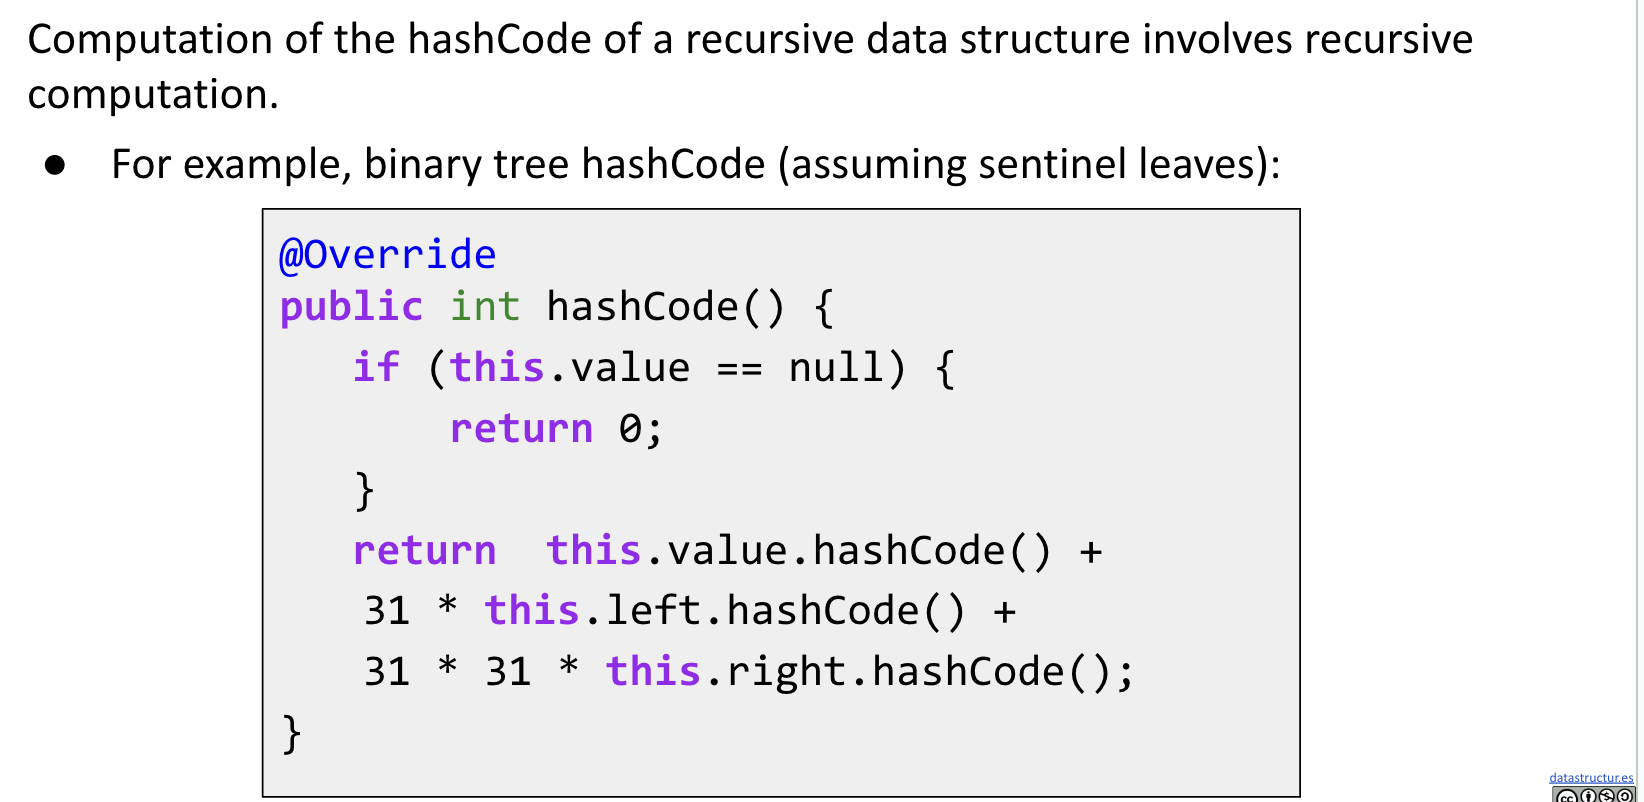 Computation of the hashCode of a recursive data structure involves recursive
computation.
● For example, binary tree hashCode (assuming sentinel leaves):
@Override
public int hashCode() {
if (this.value == null) {
return 0;
}
return this.value.hashCode() +
31 * this.left.hashCode() +
31 * 31 * this.right.hashCode();
}
datastructur.es
cc